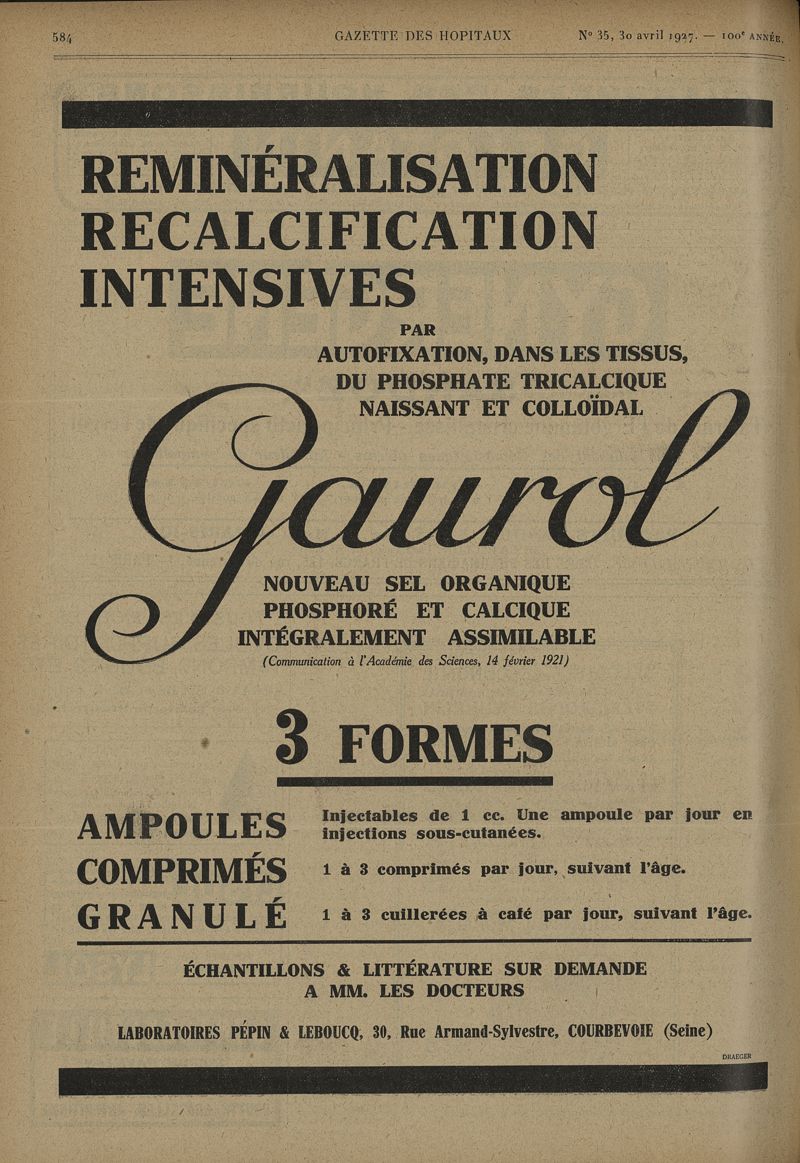 584
GAZETTE DES HOPITAUX
N° 35, 30 avril 1927. — 100e ANNÉE.
REMINÉRALISATION
RECALCIFICATION
INTENSIVES
PAR
AUTOFIXATION, DANS LES TISSUS,
DU PHOSPHATE TRICALCIQUE
NAISSANT ET COLLOÏDAL
Gaurol
NOUVEAU SEL ORGANIQUE
PHOSPHORÉ ET CALCIQUE
INTÉGRALEMENT ASSIMILABLE
(Communication à l'Académie des Sciences, 14 février 1921)
3 FORMES
AMPOULES
Injectables de 1 cc. Une ampoule par jour en
injections sous-cutanées.
COMPRIMÉS
1 à 3 comprimés par jour, suivant l'âge.
GRANULÉ
1 à 3 cuillerées à café par jour, suivant l'âge.
ÉCHANTILLONS & LITTÉRATURE SUR DEMANDE
A MM. LES DOCTEURS
LABORATOIRES PÉPIN & LEBOUCQ, 30, Rue Armand-Sylvestre, COURBEVOIE (Seine)
DRAEGER